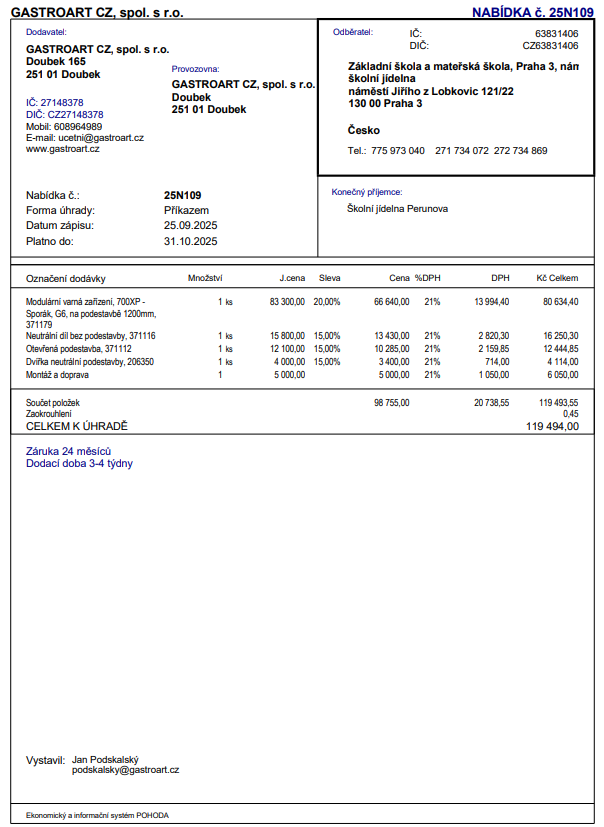 GASTROART CZ, spol. s r.o.
NABÍDKA č. 25N109
Dodavatel:
GASTROART CZ, spol. s r.o.
Doubek 165
251 01 Doubek
Provozovna:
GASTROART CZ, spol. s r.o.
Doubek
251 01 Doubek
IČ: 27148378
DIČ: CZ27148378
Mobil: 608964989
E-mail: ucetni@gastroart.cz
www.gastroart.cz
Odběratel:
IČ: 63831406
DIČ: CZ63831406
Základní škola a mateřská škola, Praha 3, nám
školní jídelna
náměstí Jiřího z Lobkovic 121/22
130 00 Praha 3
Česko
Tel.: 775 973 040 271 734 072 272 734 869
Nabídka č.: 25N109
Forma úhrady: Příkazem
Datum zápisu: 25.09.2025
Platno do: 31.10.2025
Konečný příjemce:
Školní jídelna Perunova
Označení dodávky Množství J.cena Sleva Cena %DPH DPH Kč Celkem
Modulární varná zařízení, 700XP - 1 ks 83 300,00 20,00% 66 640,00 21% 13 994,40 80 634,40
Sporák, G6, na podestavbě 1200mm,
371179
Neutrální díl bez podestavby, 371116 1 ks 15 800,00 15,00% 13 430,00 21% 2 820,30 16 250,30
Otevřená podestavba, 371112 1 ks 12 100,00 15,00% 10 285,00 21% 2 159,85 12 444,85
Dvířka neutrální podestavby, 206350 1 ks 4 000,00 15,00% 3 400,00 21% 714,00 4 114,00
Montáž a doprava 1 5 000,00 5 000,00 21% 1 050,00 6 050,00
Součet položek 98 755,00 20 738,55 119 493,55
Zaokrouhlení 0,45
CELKEM K ÚHRADĚ 119 494,00
Záruka 24 měsíců
Dodací doba 3-4 týdny
Vystavil: Jan Podskalský
podskalsky@gastroart.cz
Ekonomický a informační systém POHODA